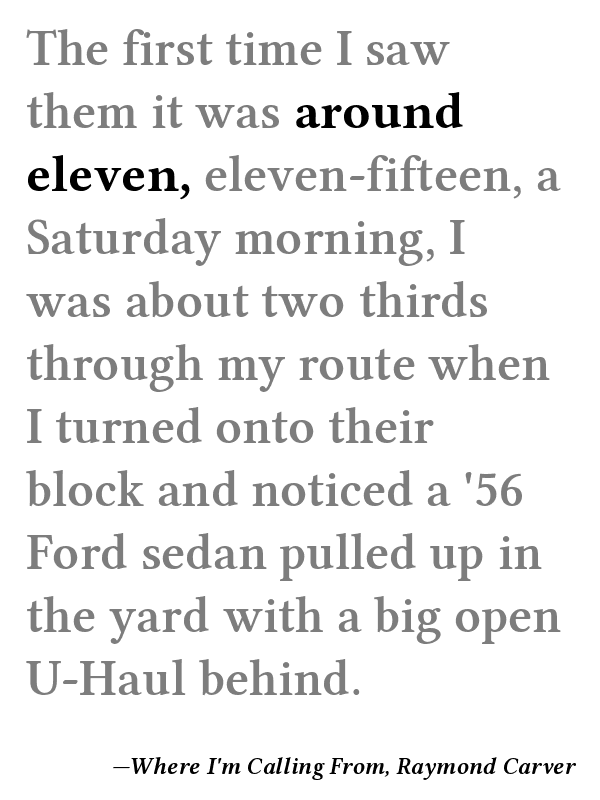 The first time I saw
them it was around
eleven, eleven-fifteen, a
Saturday morning, I
was about two thirds
through my route when
I turned onto their
block and noticed a '56
Ford sedan pulled up in
the yard with a big open
U-Haul behind.
—Where I'm Calling From, Raymond Carver